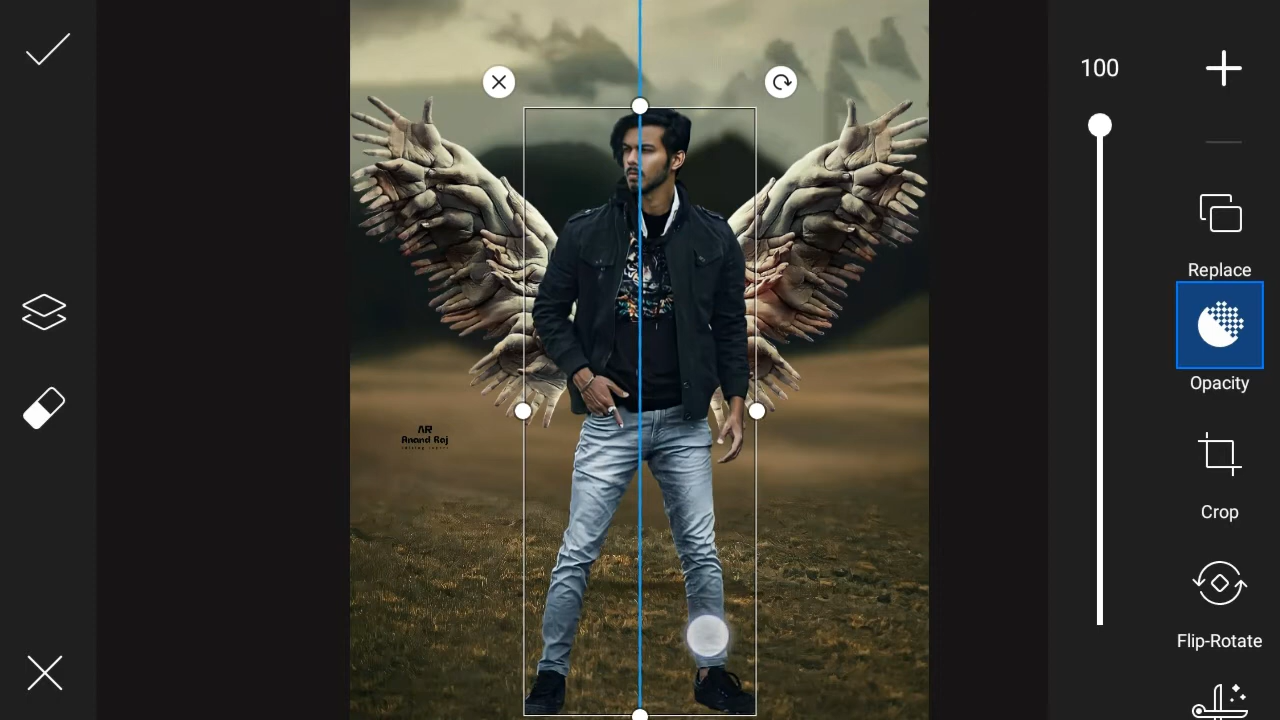 100
Replace
Opacity
Crop
Flip-Rotate
AR
Anand Raj